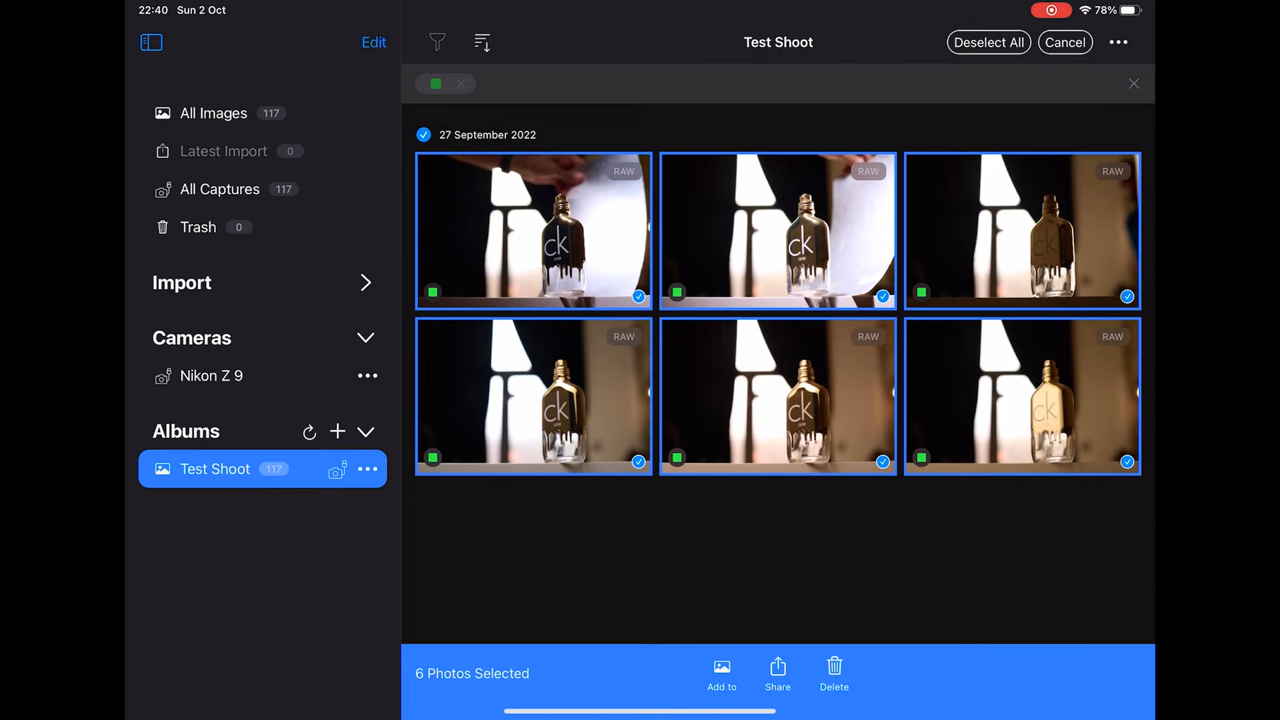 22:40 Sun 2 Oct
78%
Edit
Test Shoot
Deselect All
Cancel
All Images 117
Latest Import 0
All Captures 117
Trash 0
Import
Cameras
Nikon Z 9
Albums
Test Shoot 117
27 September 2022
RAW
RAW
RAW
ck
ck
ck
one
RAW
RAW
RAW
ck
ck
ck
6 Photos Selected
Add to
Share
Delete